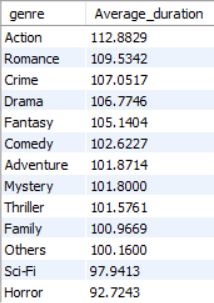 genre Average_duration
Action 112.8829
Romance 109.5342
Crime 107.0517
Drama 106.7746
Fantasy 105.1404
Comedy 102.6227
Adventure 101.8714
Mystery 101.8000
Thriller 101.5761
Family 100.9669
Others 100.1600
Sci-Fi 97.9413
Horror 92.7243